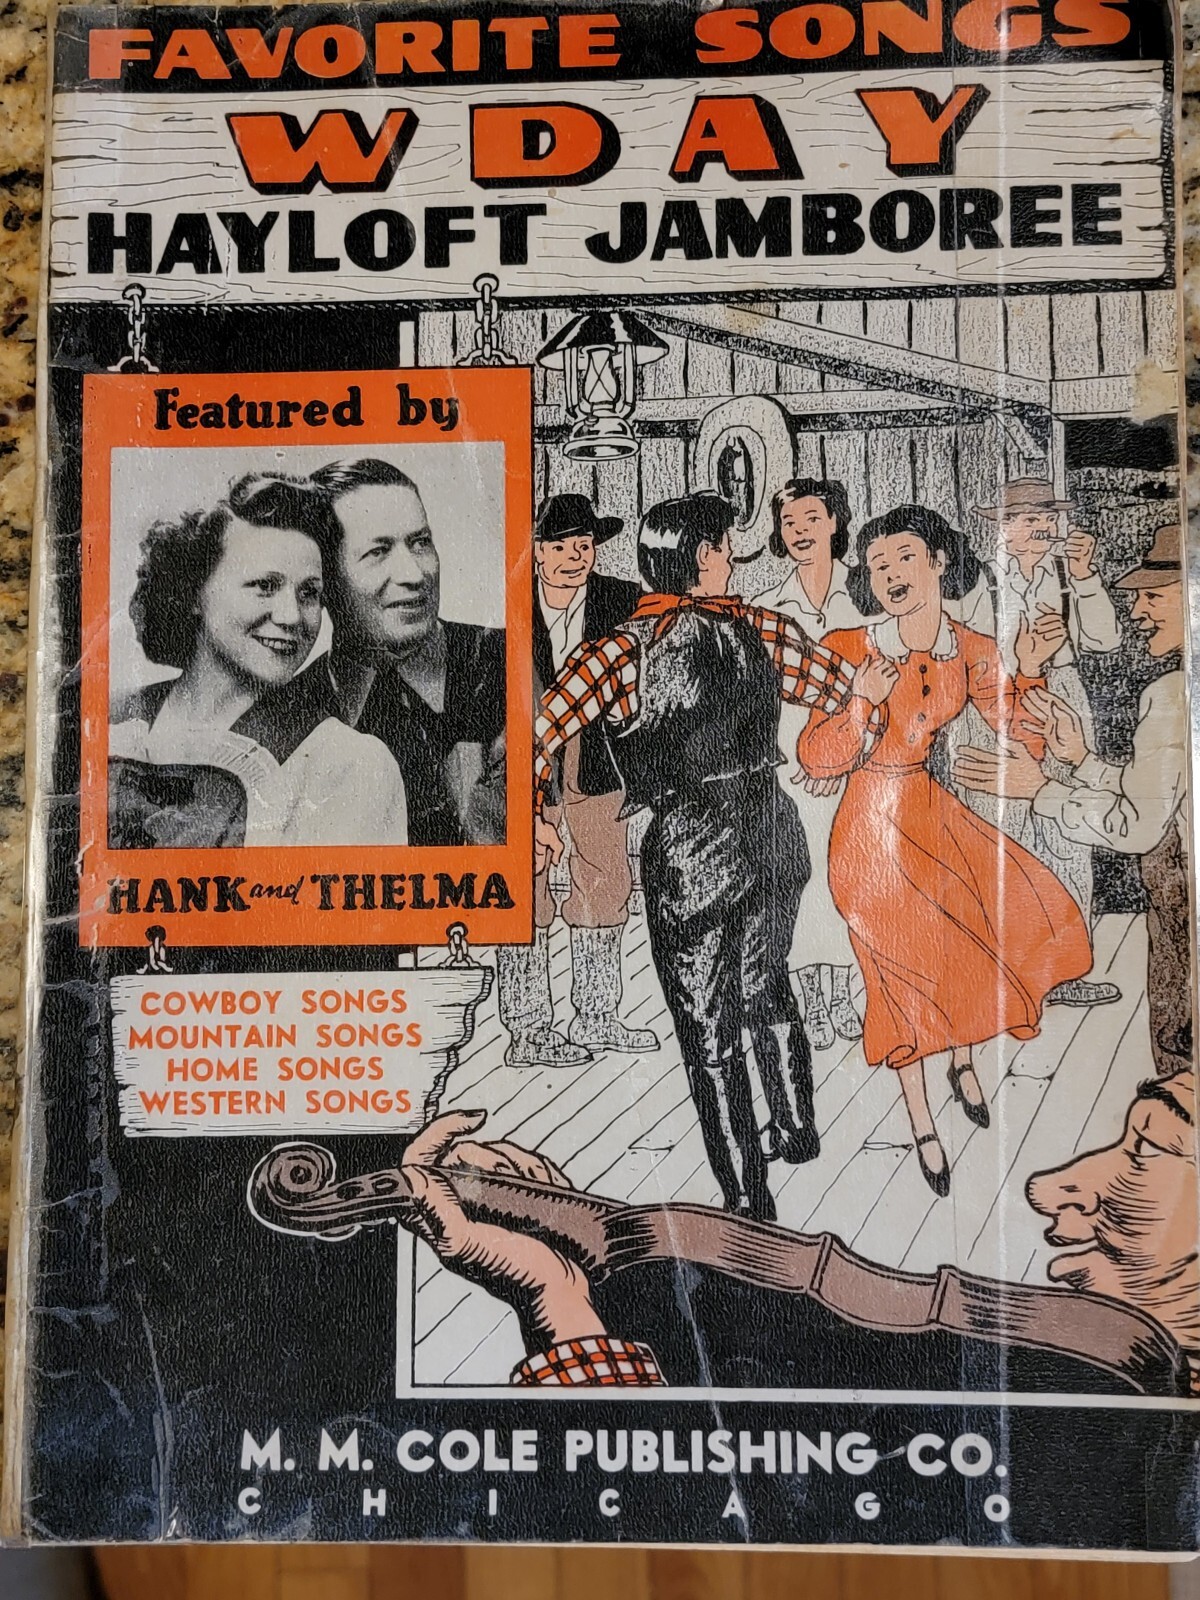 FAVORITE SONGS
WDAY
HAYLOFT JAMBOREE
Featured by
HANK and THELMA
COWBOY SONGS
MOUNTAIN SONGS
HOME SONGS
WESTERN SONGS
M. M. COLE PUBLISHING CO.
CHICAGO